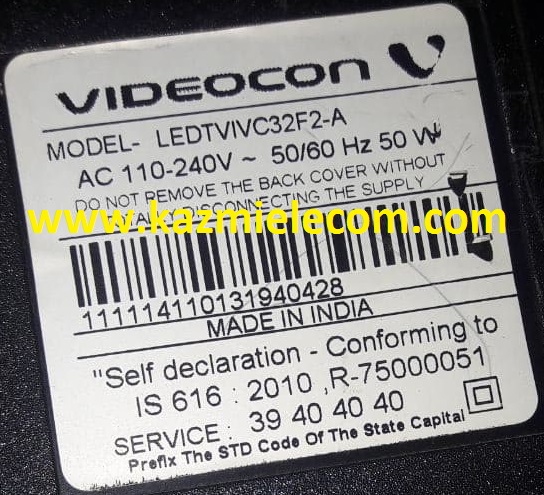 VIDEOCON
MODEL- LEDTVIVC32F2-A
AC 110-240V ~ 50/60 Hz 50 W
DO NOT REMOVE THE BACK COVER WITHOUT
DISCONNECTING THE SUPPLY
www.kazmielecom.com
111114110131940428
MADE IN INDIA
"Self declaration - Conforming to
IS 616 : 2010 ,R-75000051
SERVICE : 39 40 40 40
Prefix The STD Code Of The State Capital